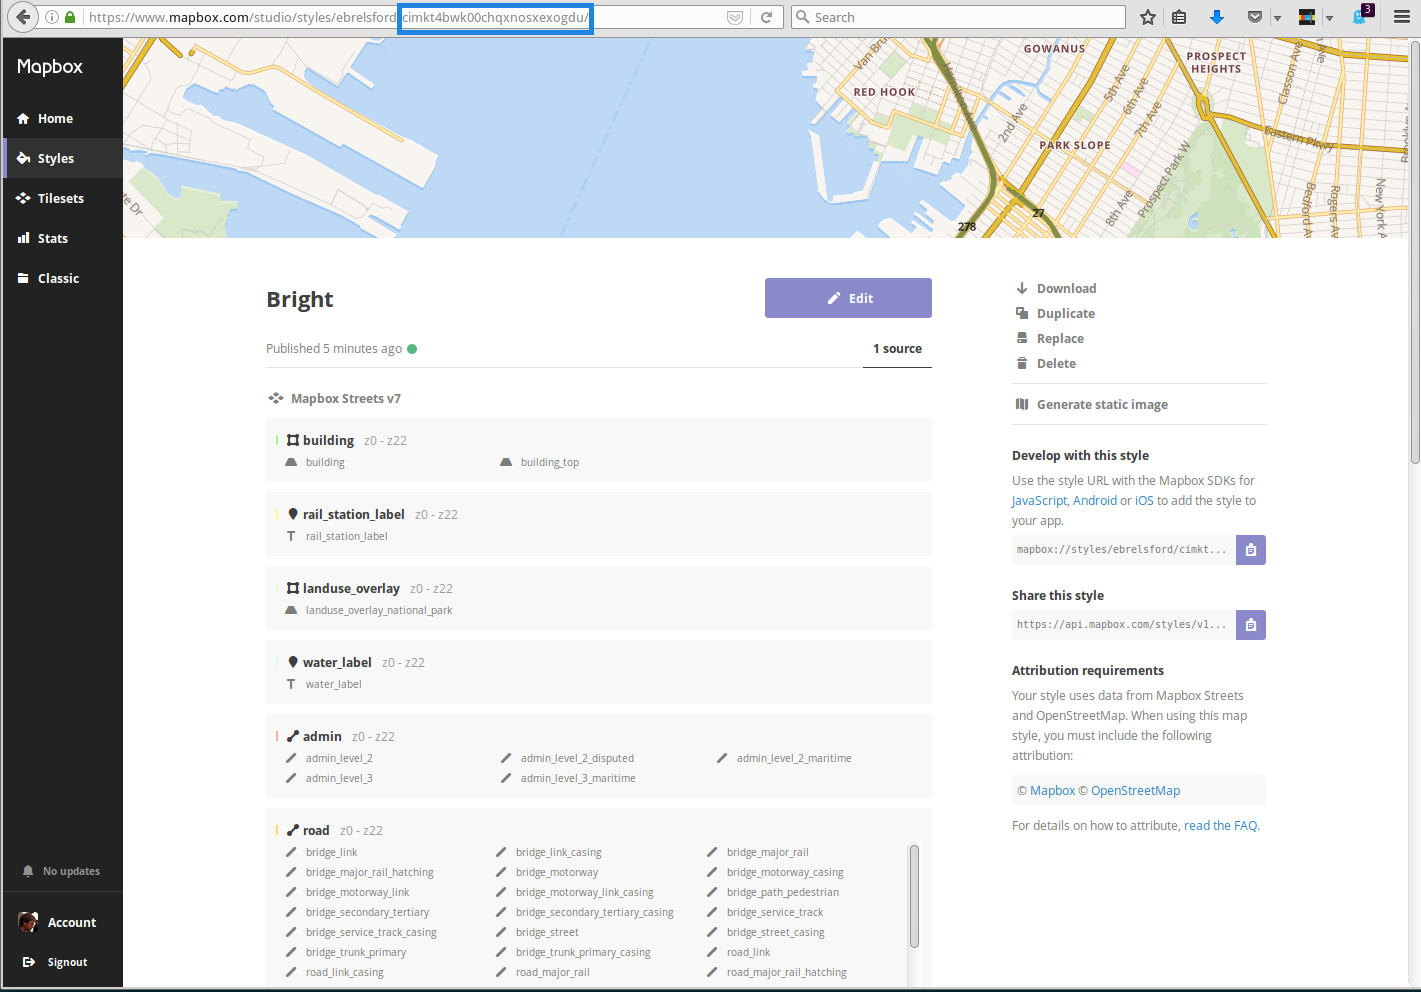 https://www.mapbox.com/studio/styles/ebrelsford/cimkt4bwk00chqxnosxexogdu/
Search
3
Mapbox
Home
Styles
Tilesets
Stats
Classic
No updates
Account
Signout
Van Bru
RED HOOK
Hamilton Ave
GOWANUS
2nd Ave
5th Ave
6th Ave
7th Ave
PARK SLOPE
PROSPECT
HEIGHTS
Classon Ave
Eastern Pkwy
Brooklyn
Prospect Park W
8th Ave
Bedford Av
Rogers Av
New York A
te Dr
278
27
Bright
Edit
Published 5 minutes ago
1 source
Mapbox Streets v7
building z0 - z22
building building_top
rail_station_label z0 - z22
rail_station_label
landuse_overlay z0 - z22
landuse_overlay_national_park
water_label z0 - z22
water_label
admin z0 - z22
admin_level_2 admin_level_2_disputed admin_level_2_maritime
admin_level_3 admin_level_3_maritime
road z0 - z22
bridge_link bridge_link_casing bridge_major_rail
bridge_major_rail_hatching bridge_motorway bridge_motorway_casing
bridge_motorway_link bridge_motorway_link_casing bridge_path_pedestrian
bridge_secondary_tertiary bridge_secondary_tertiary_casing bridge_service_track
bridge_service_track_casing bridge_street bridge_street_casing
bridge_trunk_primary bridge_trunk_primary_casing road_link
road_link_casing road_major_rail road_major_rail_hatching
Download
Duplicate
Replace
Delete
Generate static image
Develop with this style
Use the style URL with the Mapbox SDKs for
JavaScript, Android or iOS to add the style to
your app.
mapbox://styles/ebrelsford/cimkt...
Share this style
https://api.mapbox.com/styles/v1...
Attribution requirements
Your style uses data from Mapbox Streets
and OpenStreetMap. When using this map
style, you must include the following
attribution:
© Mapbox © OpenStreetMap
For details on how to attribute, read the FAQ.